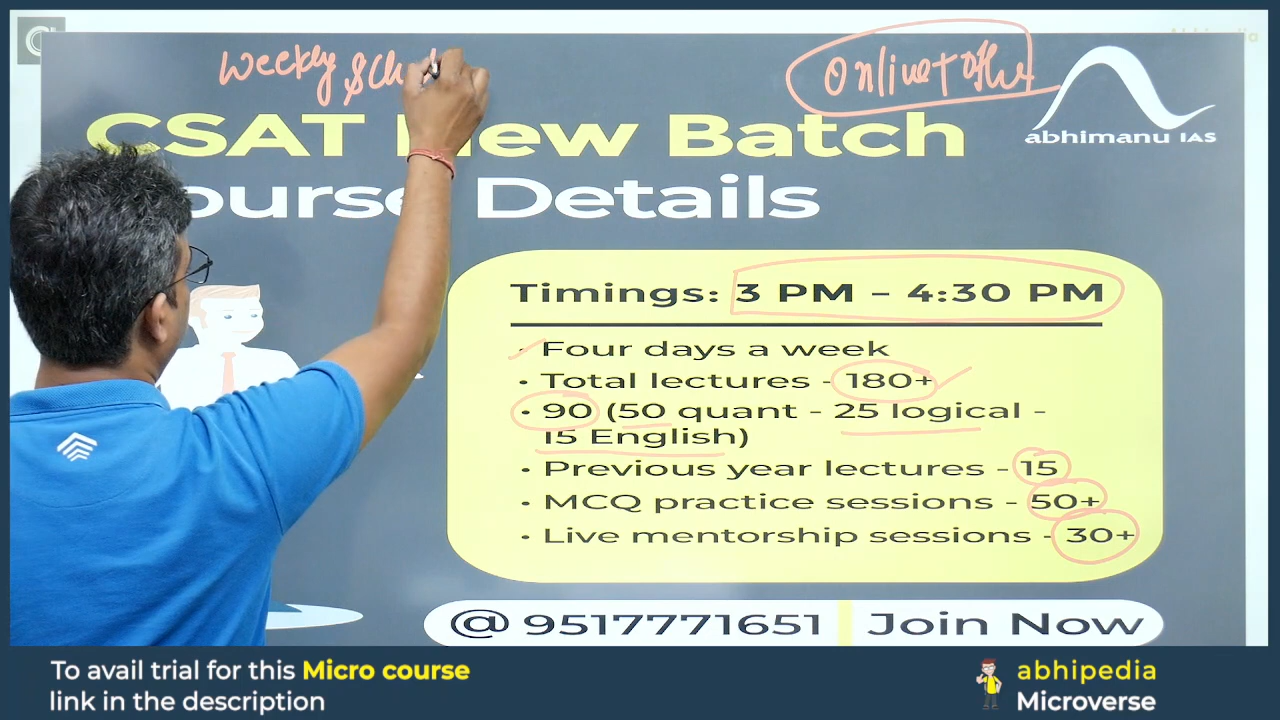 Weekly Sch
Online + offline
CSAT New Batch
Course Details
abhimanu IAS
Timings: 3 PM – 4:30 PM
• Four days a week
• Total lectures - 180+
• 90 (50 quant - 25 logical -
15 English)
• Previous year lectures - 15
• MCQ practice sessions - 50+
• Live mentorship sessions - 30+
@ 9517771651 Join Now
To avail trial for this Micro course
link in the description
abhipedia
Microverse